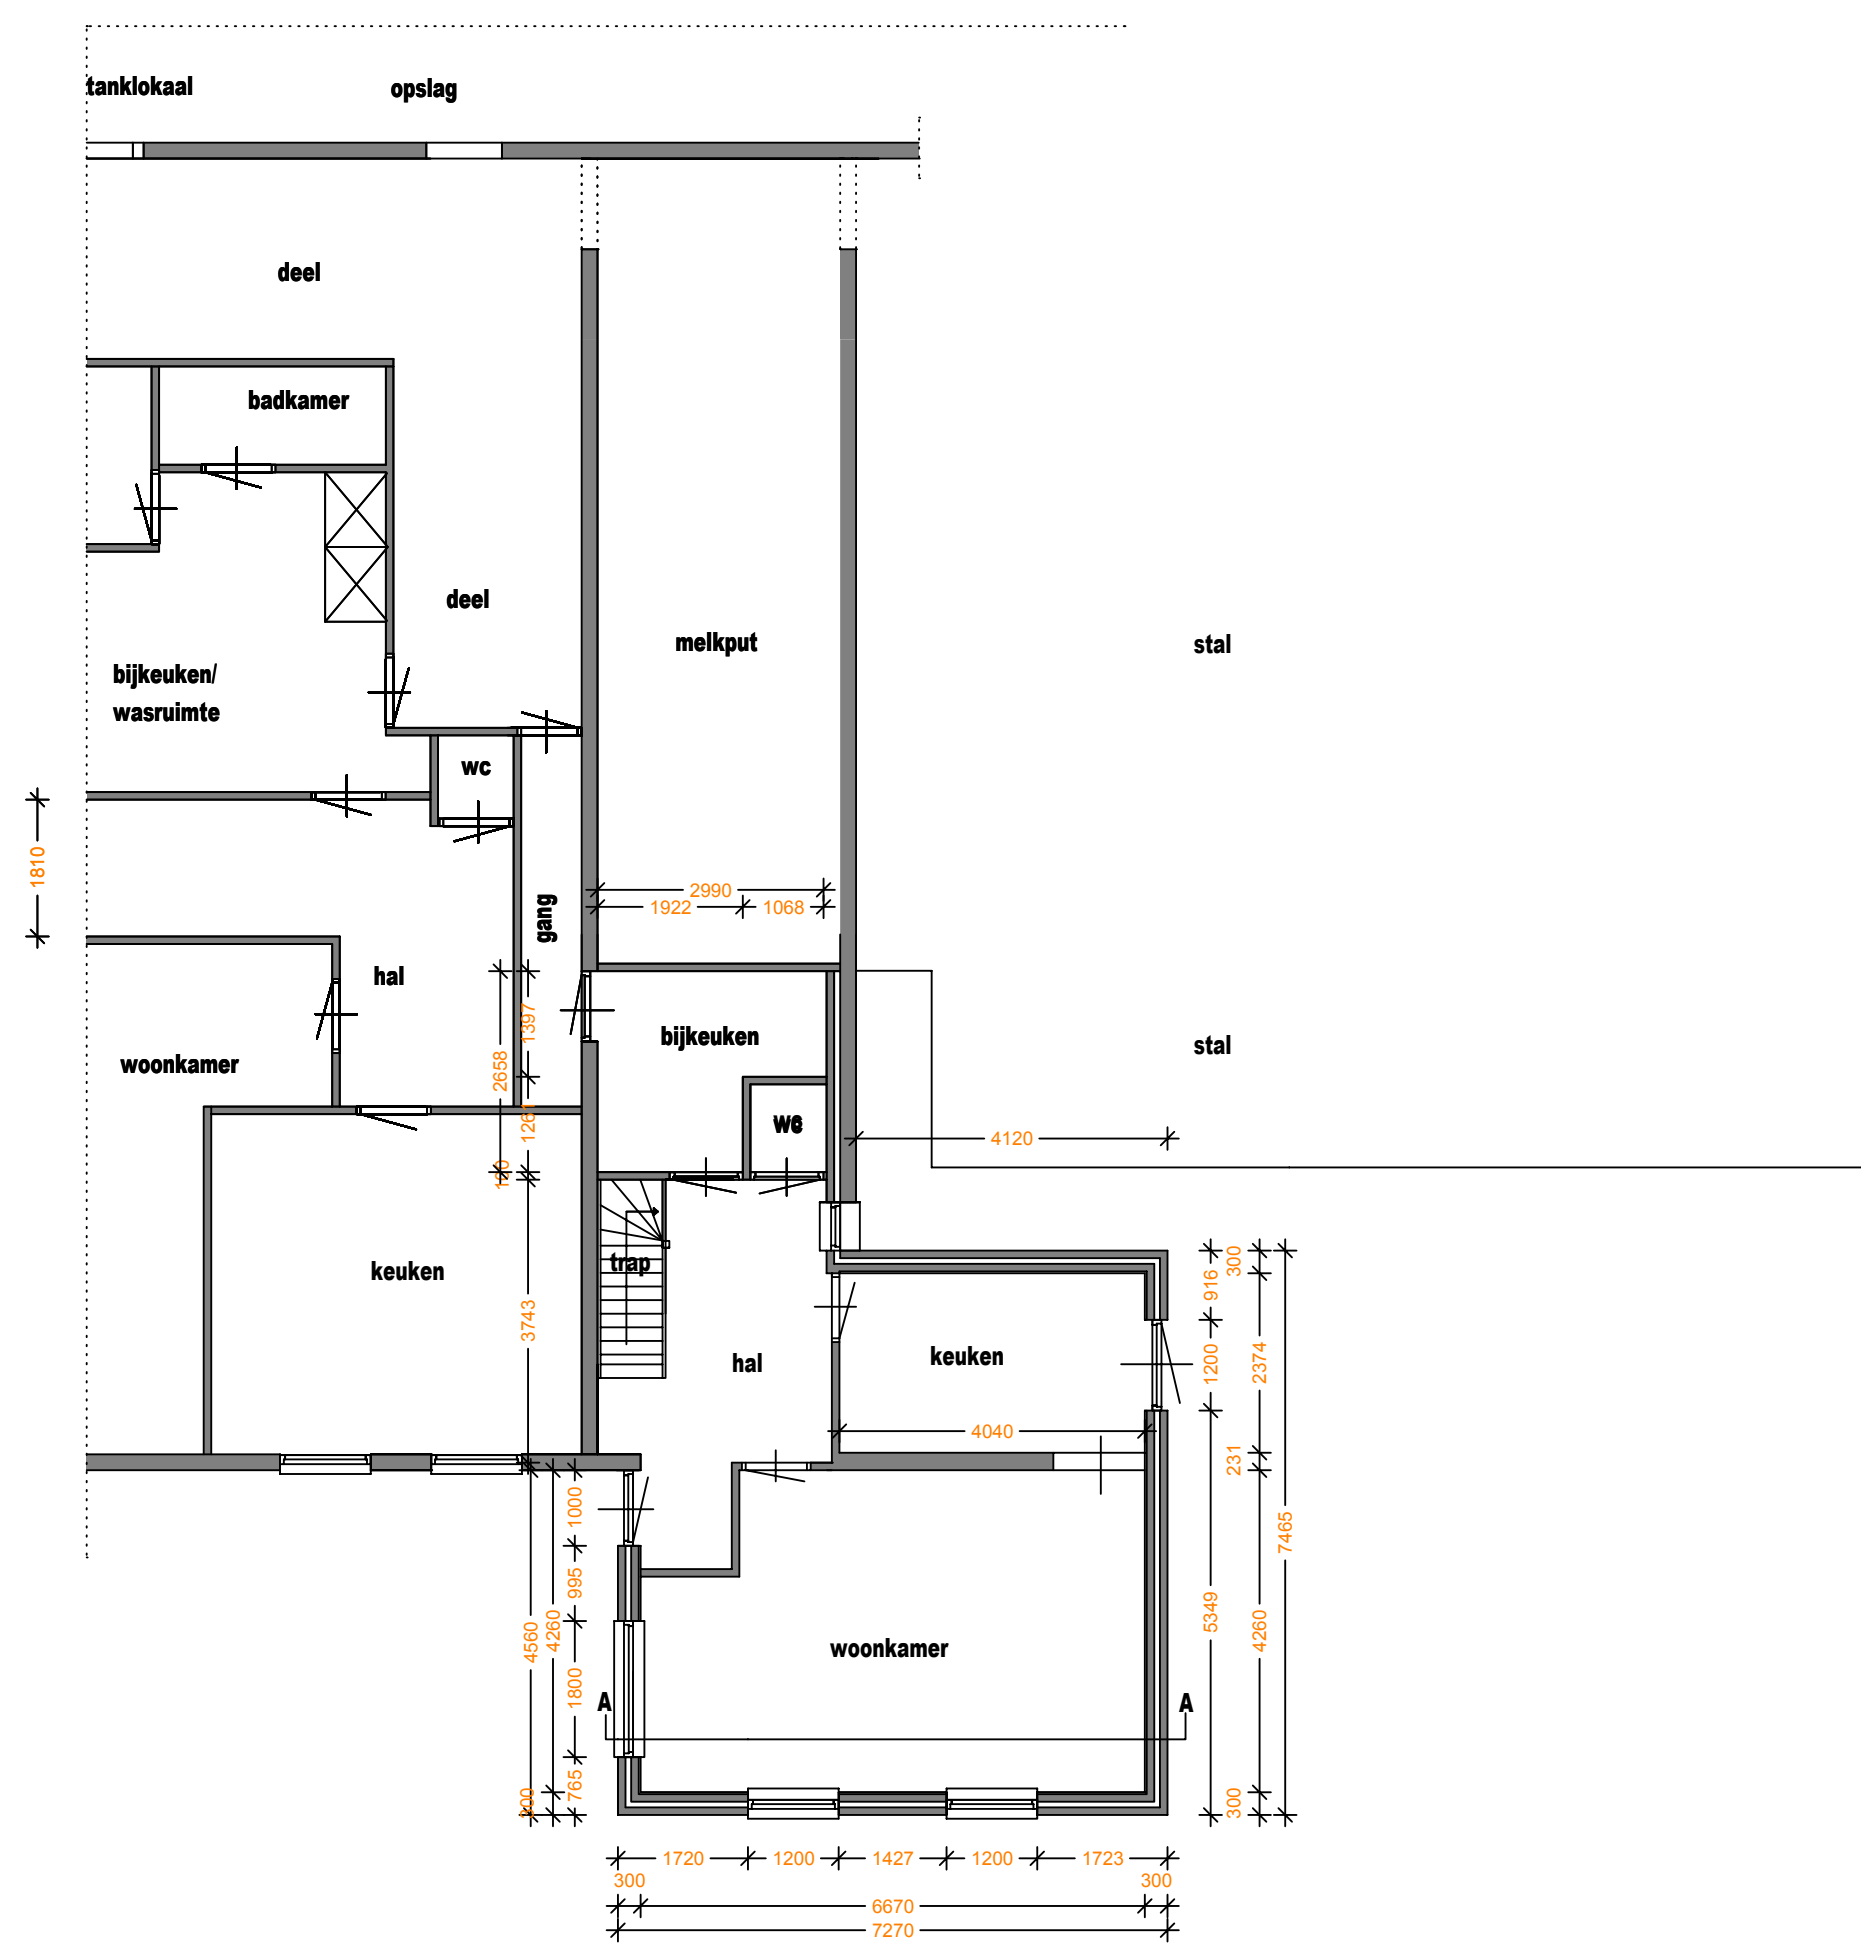 tanklokaal
opslag
deel
badkamer
deel
melkput
stal
bijkeuken/
wasruimte
wc
1810
2990
1922
1068
gang
hal
bijkeuken
1397
2658
stal
woonkamer
1261
wc
4120
keuken
trap
3743
hal
keuken
300
916
1200
2374
4040
231
1000
995
4560
4260
7465
5349
4260
woonkamer
1800
A
A
765
300
300
1720
1200
1427
1200
1723
300
300
6670
7270